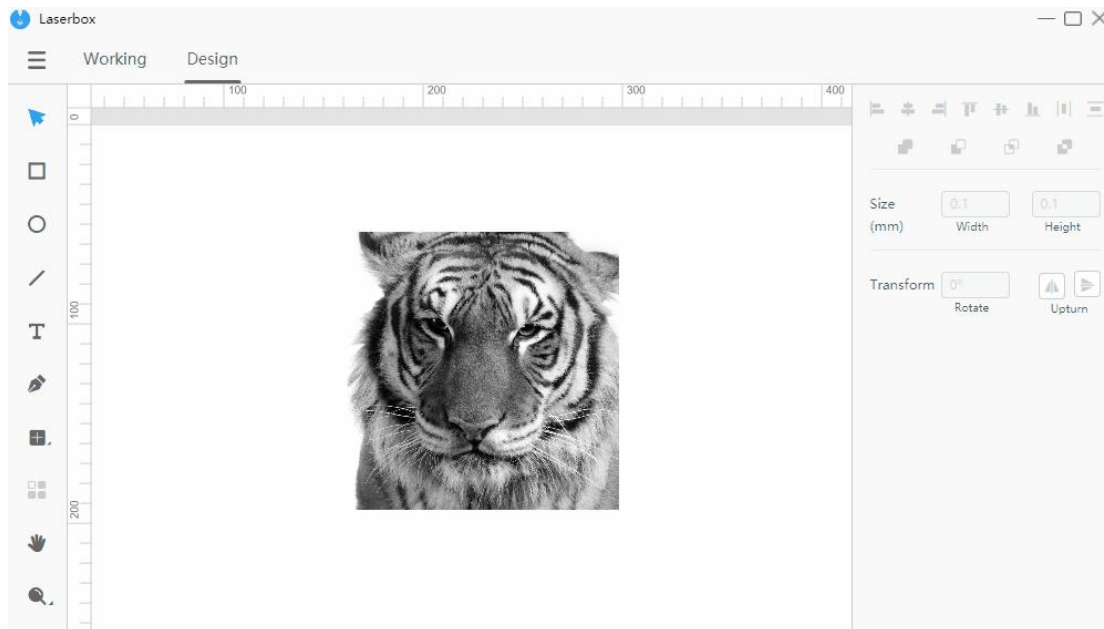 Laserbox
Working Design
100 200 300 400
0
Size 0.1 0.1
(mm) Width Height
Transform 0°
Rotate Upturn
100
T
200